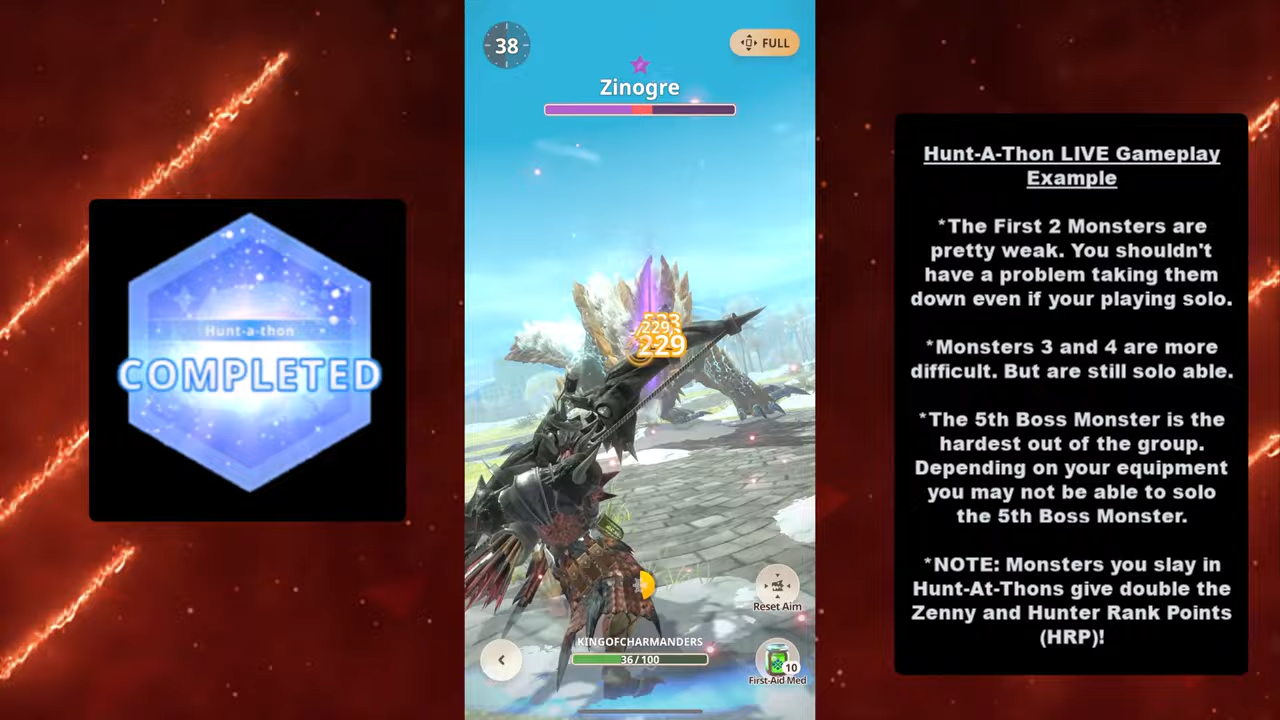 Hunt-a-thon
COMPLETED
38
FULL
Zinogre
229
229
Reset Aim
KINGOFCHARMANDERS
36/100
10
First-Aid Med
Hunt-A-Thon LIVE Gameplay
Example
*The First 2 Monsters are
pretty weak. You shouldn't
have a problem taking them
down even if your playing solo.
*Monsters 3 and 4 are more
difficult. But are still solo able.
*The 5th Boss Monster is the
hardest out of the group.
Depending on your equipment
you may not be able to solo
the 5th Boss Monster.
*NOTE: Monsters you slay in
Hunt-At-Thons give double the
Zenny and Hunter Rank Points
(HRP)!